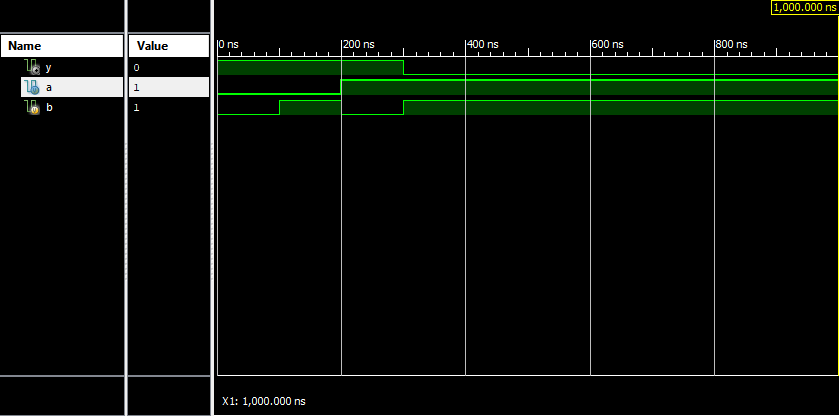 1,000.000 ns
Name Value 0 ns 200 ns 400 ns 600 ns 800 ns
y 0
a 1
b 1
X1: 1,000.000 ns